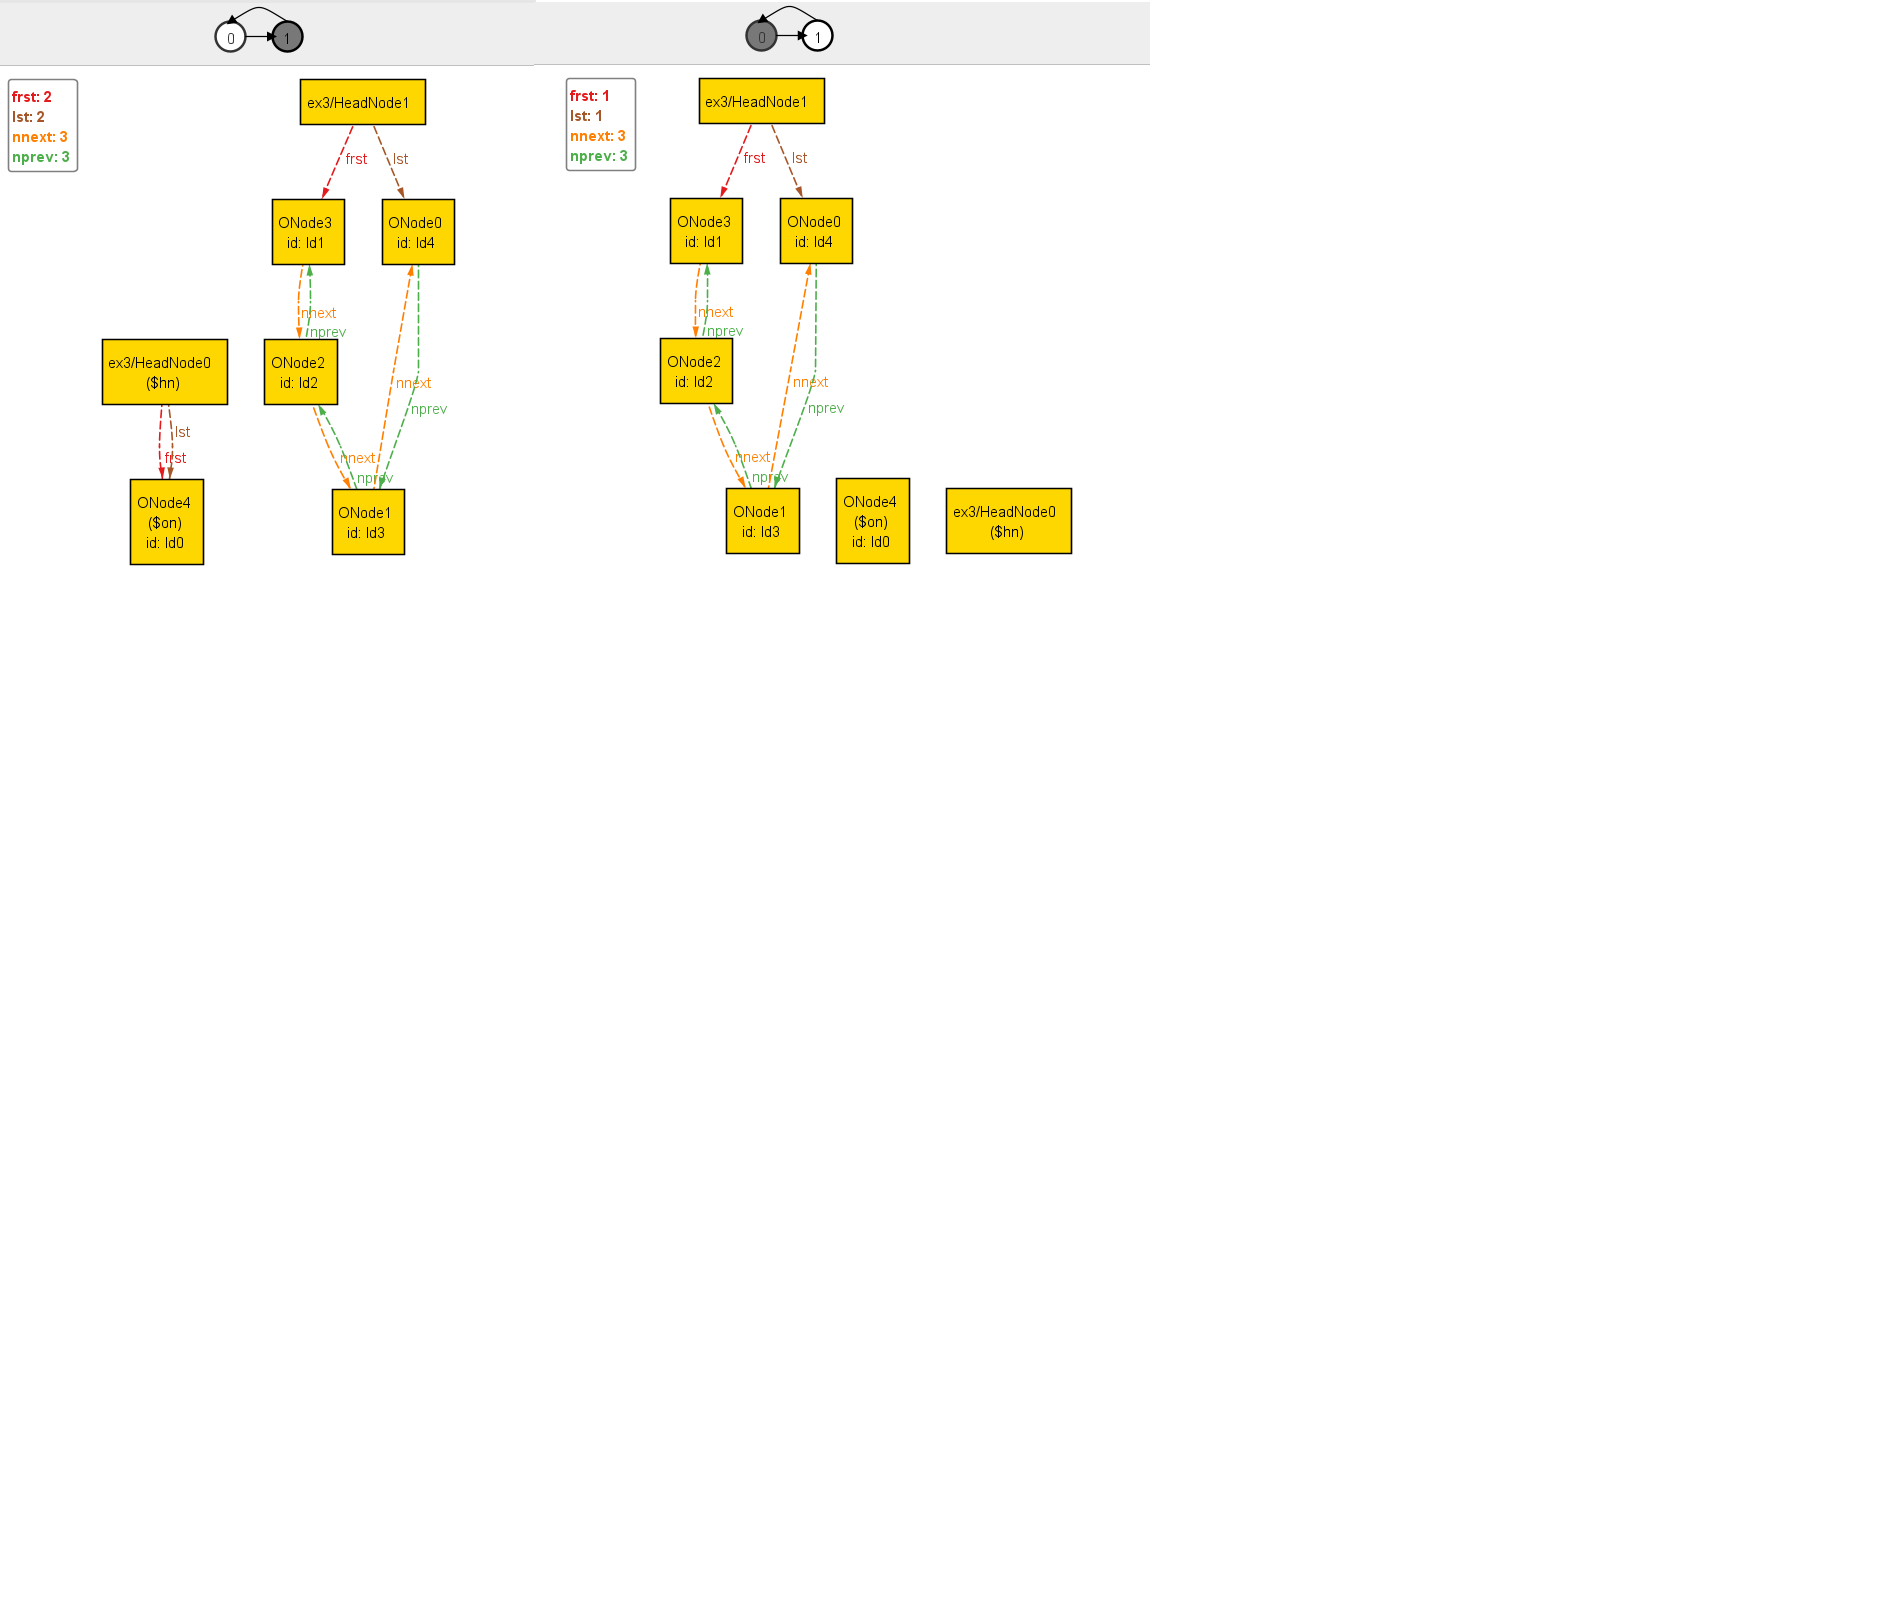 0
1
frst: 2
lst: 2
nnext: 3
nprev: 3
ex3/HeadNode1
frst
lst
ONode3
id: Id1
ONode0
id: Id4
nnext
nprev
ex3/HeadNode0
($hn)
ONode2
id: Id2
nnext
nprev
lst
frst
nnext
nprev
ONode4
($on)
id: Id0
ONode1
id: Id3
0
1
frst: 1
lst: 1
nnext: 3
nprev: 3
ex3/HeadNode1
frst
lst
ONode3
id: Id1
ONode0
id: Id4
nnext
nprev
ONode2
id: Id2
nnext
nprev
nnext
nprev
ONode1
id: Id3
ONode4
($on)
id: Id0
ex3/HeadNode0
($hn)